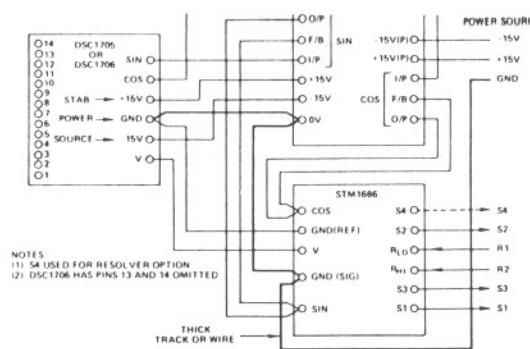 DSC1705
OR
DSC1706
14
13
12
11
10
9
8
7
6
5
4
3
2
1
SIN
COS
STAB
+15V
POWER
GND
SOURCE
-15V
V
O/P
F/B
SIN
I/P
+15V
-15V
0V
-15V(P)
+15V(P)
COS
I/P
F/B
O/P
POWER SOURC
-15V
+15V
GND
STM1686
COS
GND(REF)
V
GND (SIG)
SIN
S4
S2
RLO
RHI
S3
S1
S4
S2
R1
R2
S3
S1
NOTES
(1) S4 USED FOR RESOLVER OPTION
(2) DSC1706 HAS PINS 13 AND 14 OMITTED
THICK
TRACK OR WIRE